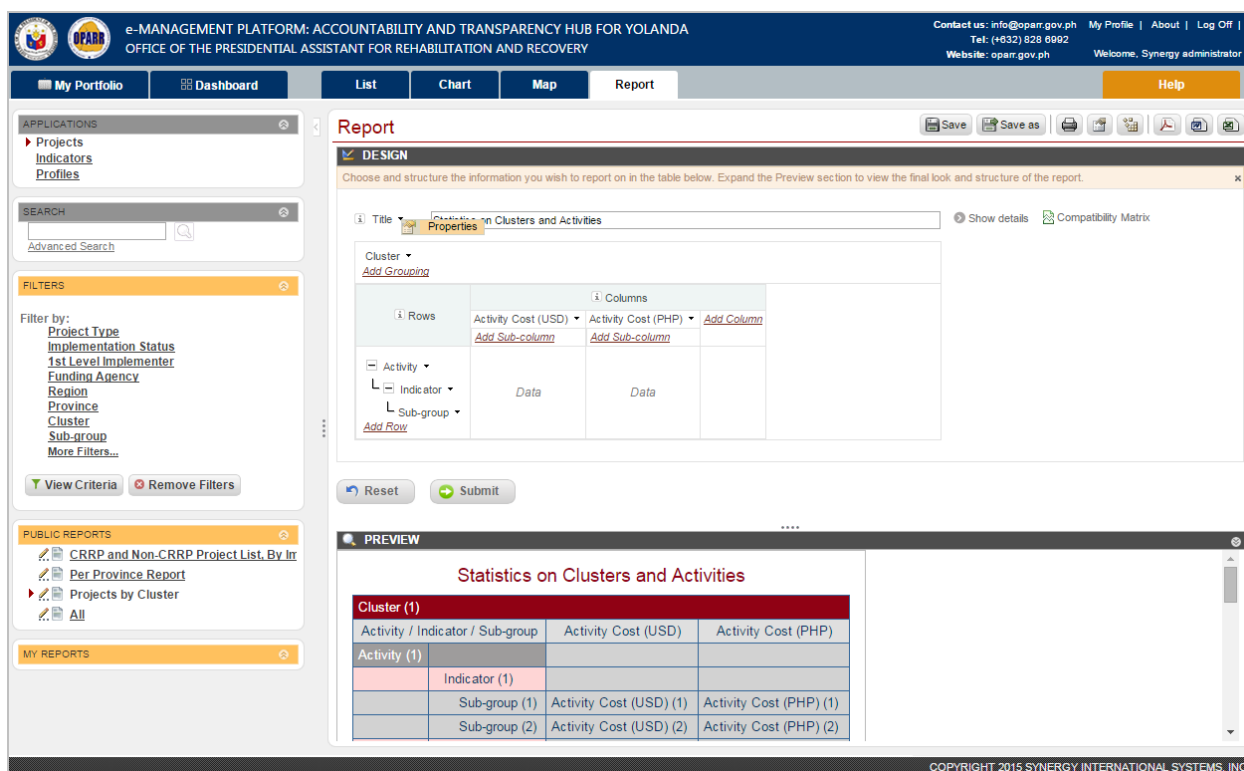 e-MANAGEMENT PLATFORM: ACCOUNTABILITY AND TRANSPARENCY HUB FOR YOLANDA
OFFICE OF THE PRESIDENTIAL ASSISTANT FOR REHABILITATION AND RECOVERY
OPARR
Contact us: info@oparr.gov.ph
Tel: (+632) 828 6992
Website: oparr.gov.ph
My Profile | About | Log Off |
Welcome, Synergy administrator
My Portfolio
Dashboard
List
Chart
Map
Report
Help
APPLICATIONS
Projects
Indicators
Profiles
SEARCH
Advanced Search
FILTERS
Filter by:
Project Type
Implementation Status
1st Level Implementer
Funding Agency
Region
Province
Cluster
Sub-group
More Filters...
View Criteria
Remove Filters
PUBLIC REPORTS
CRRP and Non-CRRP Project List, By
Per Province Report
Projects by Cluster
All
MY REPORTS
Report
Save
Save as
DESIGN
Choose and structure the information you wish to report on in the table below. Expand the Preview section to view the final look and structure of the report.
Title
Statistics on Clusters and Activities
Properties
Show details
Compatibility Matrix
Cluster
Add Grouping
Rows
Columns
Activity Cost (USD)
Activity Cost (PHP)
Add Column
Add Sub-column
Add Sub-column
Activity
Indicator
Sub-group
Add Row
Data
Data
Reset
Submit
PREVIEW
Statistics on Clusters and Activities
Cluster (1)
Activity / Indicator / Sub-group
Activity Cost (USD)
Activity Cost (PHP)
Activity (1)
Indicator (1)
Sub-group (1)
Activity Cost (USD) (1)
Activity Cost (PHP) (1)
Sub-group (2)
Activity Cost (USD) (2)
Activity Cost (PHP) (2)
COPYRIGHT 2015 SYNERGY INTERNATIONAL SYSTEMS, INC